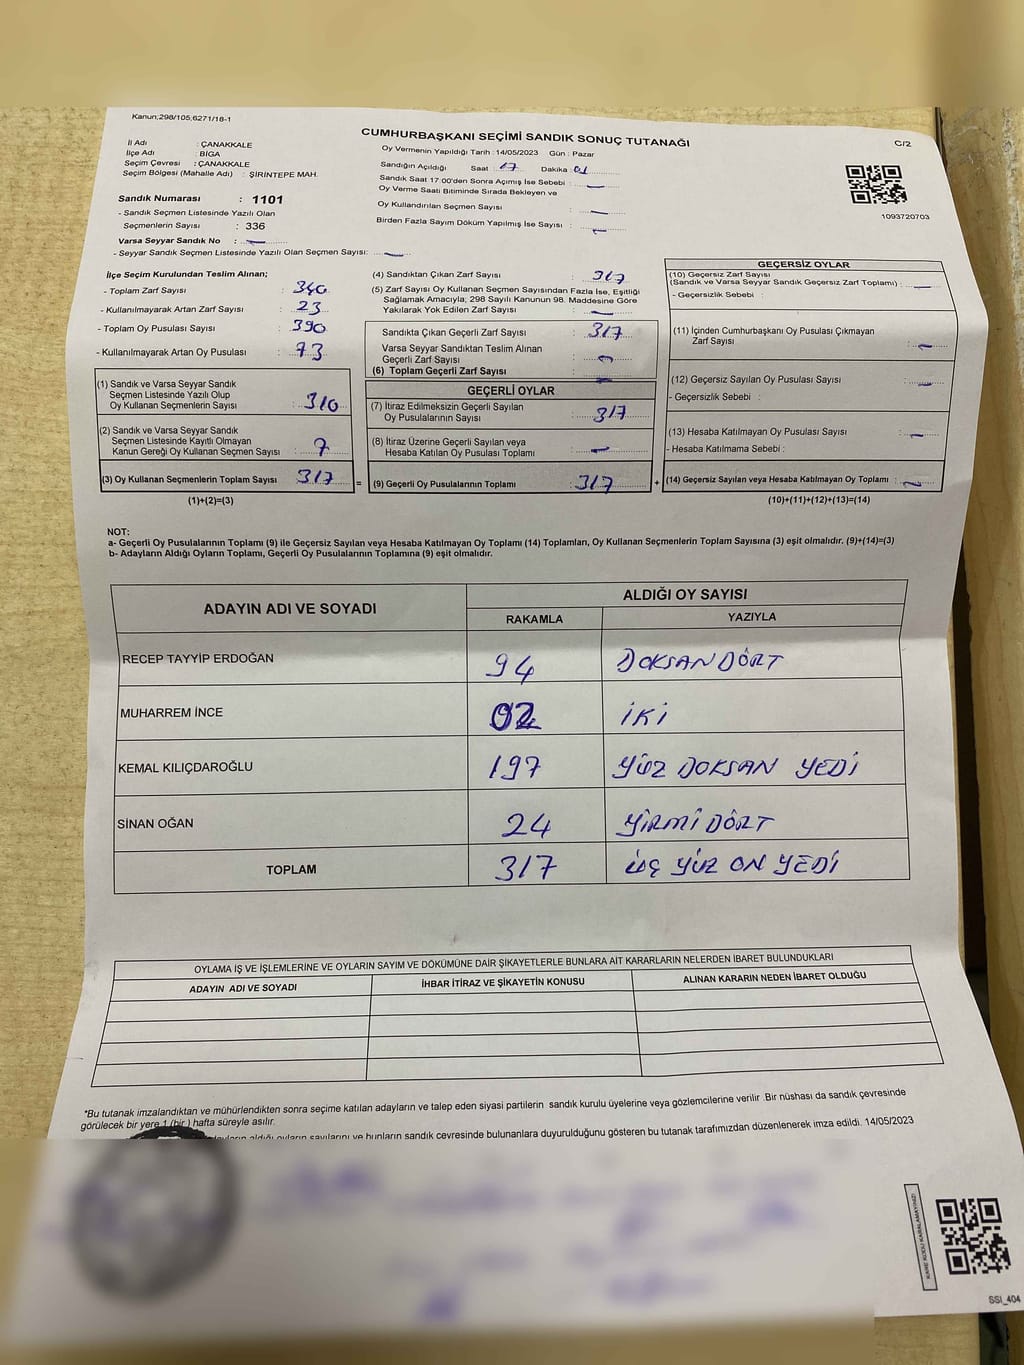 Kanun,298/105,6271/18-1
CUMHURBAŞKANI SEÇİMİ SANDIK SONUÇ TUTANAĞI
C/2
İl Adı : ÇANAKKALE
İlçe Adı : BİGA
Seçim Çevresi : ÇANAKKALE
Seçim Bölgesi (Mahalle Adı) : ŞİRİNTEPE MAH.
Sandık Numarası : 1101
- Sandık Seçmen Listesinde Yazılı Olan
Seçmenlerin Sayısı : 336
Varsa Seyyar Sandık No : —
- Seyyar Sandık Seçmen Listesinde Yazılı Olan Seçmen Sayısı: —
Oy Vermenin Yapıldığı Tarih : 14/05/2023 Gün : Pazar
Sandığın Açıldığı Saat : 17 Dakika : 01
Sandık Saat 17.00'den Sonra Açımış İse Sebebi : —
Oy Verme Saati Bitiminde Sırada Bekleyen ve
Oy Kullandırılan Seçmen Sayısı : —
Birden Fazla Sayım Döküm Yapılmış İse Sayısı : —
1093720703
İlçe Seçim Kurulundan Teslim Alınan;
- Toplam Zarf Sayısı : 340
- Kullanılmayarak Artan Zarf Sayısı : 23
- Toplam Oy Pusulası Sayısı : 390
- Kullanılmayarak Artan Oy Pusulası : 73
(1) Sandık ve Varsa Seyyar Sandık
Seçmen Listesinde Yazılı Olup
Oy Kullanan Seçmenlerin Sayısı : 310
(2) Sandık ve Varsa Seyyar Sandık
Seçmen Listesinde Kayıtlı Olmayan
Kanun Gereği Oy Kullanan Seçmen Sayısı : 7
(3) Oy Kullanan Seçmenlerin Toplam Sayısı : 317 =
(1)+(2)=(3)
(4) Sandıktan Çıkan Zarf Sayısı : 317
(5) Zarf Sayısı Oy Kullanan Seçmen Sayısından Fazla İse, Eşitliği
Sağlamak Amacıyla; 298 Sayılı Kanunun 98. Maddesine Göre
Yakılarak Yok Edilen Zarf Sayısı : —
Sandıkta Çıkan Geçerli Zarf Sayısı : 317
Varsa Seyyar Sandıktan Teslim Alınan
Geçerli Zarf Sayısı : —
(6) Toplam Geçerli Zarf Sayısı : —
GEÇERLİ OYLAR
(7) İtiraz Edilmeksizin Geçerli Sayılan
Oy Pusulalarının Sayısı : 317
(8) İtiraz Üzerine Geçerli Sayılan veya
Hesaba Katılan Oy Pusulası Toplamı : —
(9) Geçerli Oy Pusulalarının Toplamı : 317 +
GEÇERSİZ OYLAR
(10) Geçersiz Zarf Sayısı
(Sandık ve Varsa Seyyar Sandık Geçersiz Zarf Toplamı) : —
- Geçersizlik Sebebi :
(11) İçinden Cumhurbaşkanı Oy Pusulası Çıkmayan
Zarf Sayısı : —
(12) Geçersiz Sayılan Oy Pusulası Sayısı : —
- Geçersizlik Sebebi :
(13) Hesaba Katılmayan Oy Pusulası Sayısı : —
- Hesaba Katılmama Sebebi :
(14) Geçersiz Sayılan veya Hesaba Katılmayan Oy Toplamı : —
(10)+(11)+(12)+(13)=(14)
NOT:
a- Geçerli Oy Pusulalarının Toplamı (9) ile Geçersiz Sayılan veya Hesaba Katılmayan Oy Toplamı (14) Toplamları, Oy Kullanan Seçmenlerin Toplam Sayısına (3) eşit olmalıdır. (9)+(14)=(3)
b- Adayların Aldığı Oyların Toplamı, Geçerli Oy Pusulalarının Toplamına (9) eşit olmalıdır.
ADAYIN ADI VE SOYADI ALDIĞI OY SAYISI
RAKAMLA YAZIYLA
RECEP TAYYİP ERDOĞAN 94 DOKSAN DÖRT
MUHARREM İNCE 02 İKİ
KEMAL KILIÇDAROĞLU 197 YÜZ DOKSAN YEDİ
SİNAN OĞAN 24 YİRMİ DÖRT
TOPLAM 317 ÜÇ YÜZ ON YEDİ
OYLAMA İŞ VE İŞLEMLERİNE VE OYLARIN SAYIM VE DÖKÜMÜNE DAİR ŞİKAYETLERLE BUNLARA AİT KARARLARIN NELERDEN İBARET BULUNDUKLARI
ADAYIN ADI VE SOYADI İHBAR İTİRAZ VE ŞİKAYETİN KONUSU ALINAN KARARIN NEDEN İBARET OLDUĞU
*Bu tutanak imzalandıktan ve mühürlendikten sonra seçime katılan adayların ve talep eden siyasi partilerin sandık kurulu üyelerine veya gözlemcilerine verilir .Bir nüshası da sandık çevresinde
görülecek bir yere 1 (bir ) hafta süreyle asılır.
aldığı oyların sayılarını ve bunların sandık çevresinde bulunanlara duyurulduğunu gösteren bu tutanak tarafımızdan düzenlenerek imza edildi. 14/05/2023
KARE KODU KARALAMAYINIZ!
SSI_404